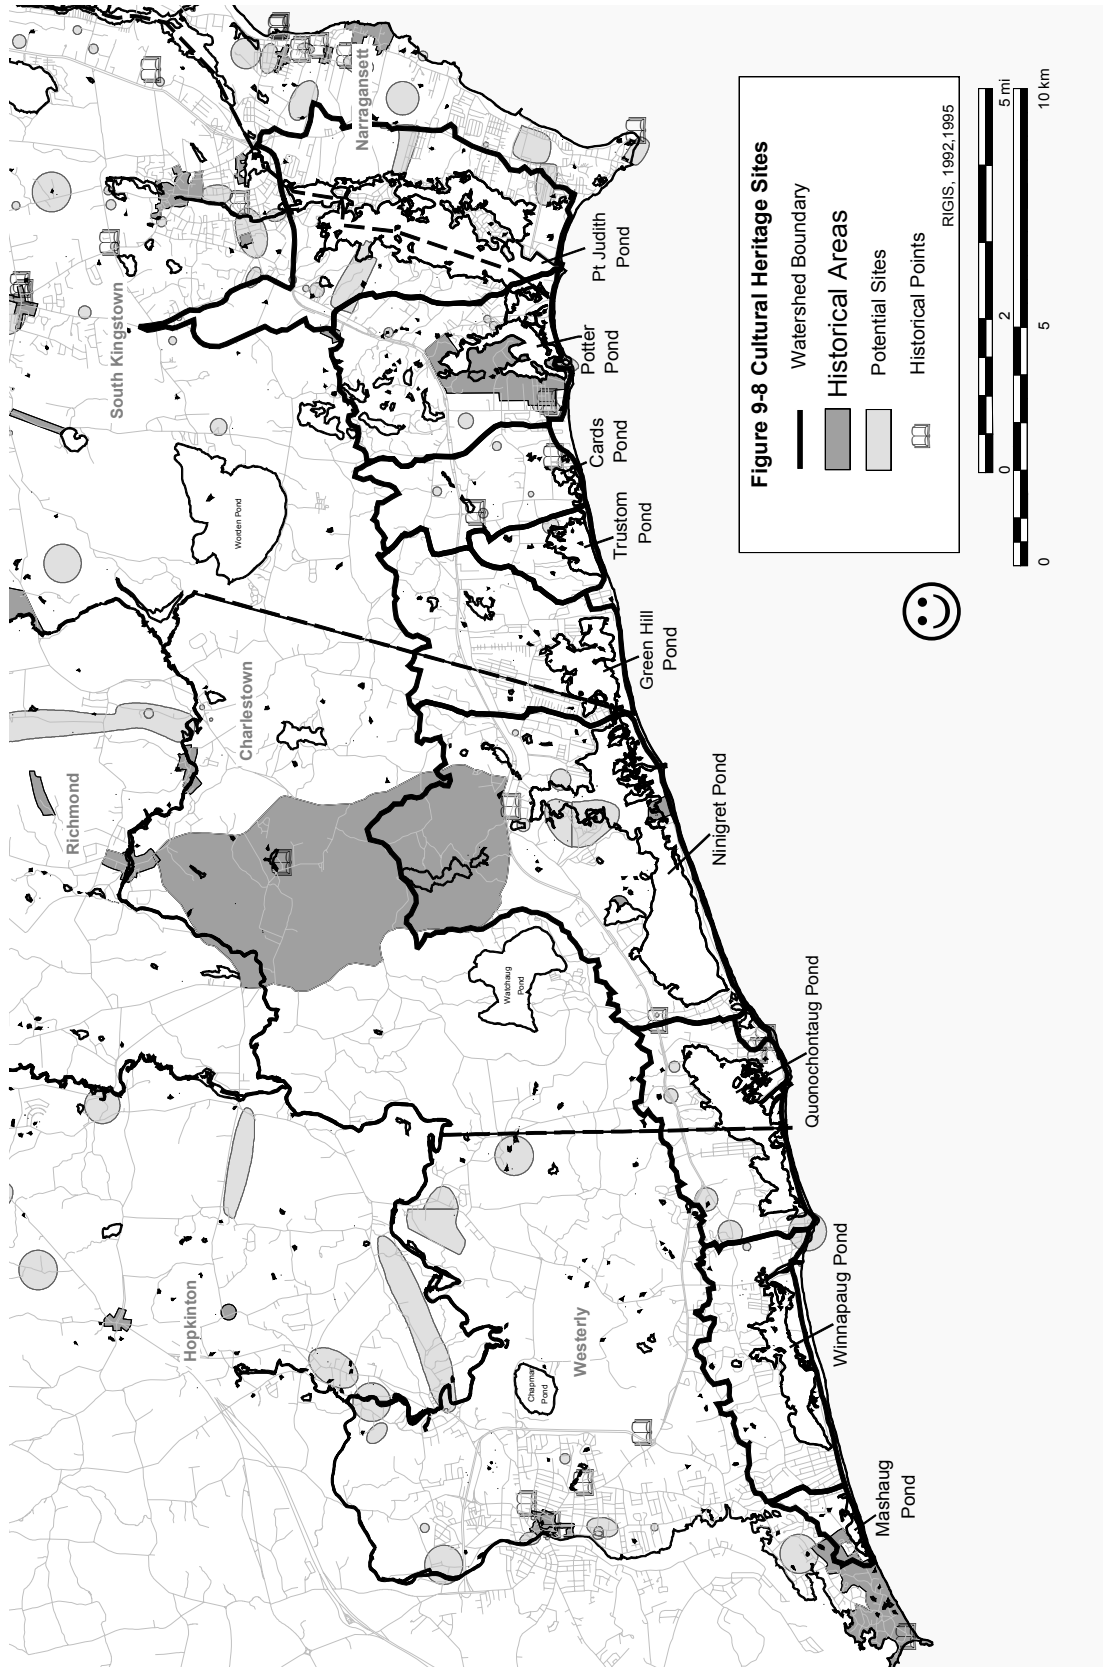 Figure 9-8 Cultural Heritage Sites
Watershed Boundary
Historical Areas
Potential Sites
Historical Points
RIGIS, 1992,1995
0
2
5 mi
0
5
10 km
Hopkinton
Richmond
Charlestown
South Kingstown
Narragansett
Westerly
Chapman
Pond
Watchaug
Pond
Worden Pond
Mashaug
Pond
Winnapaug Pond
Quonochontaug Pond
Ninigret Pond
Green Hill
Pond
Trustom
Pond
Cards
Pond
Potter
Pond
Pt Judith
Pond